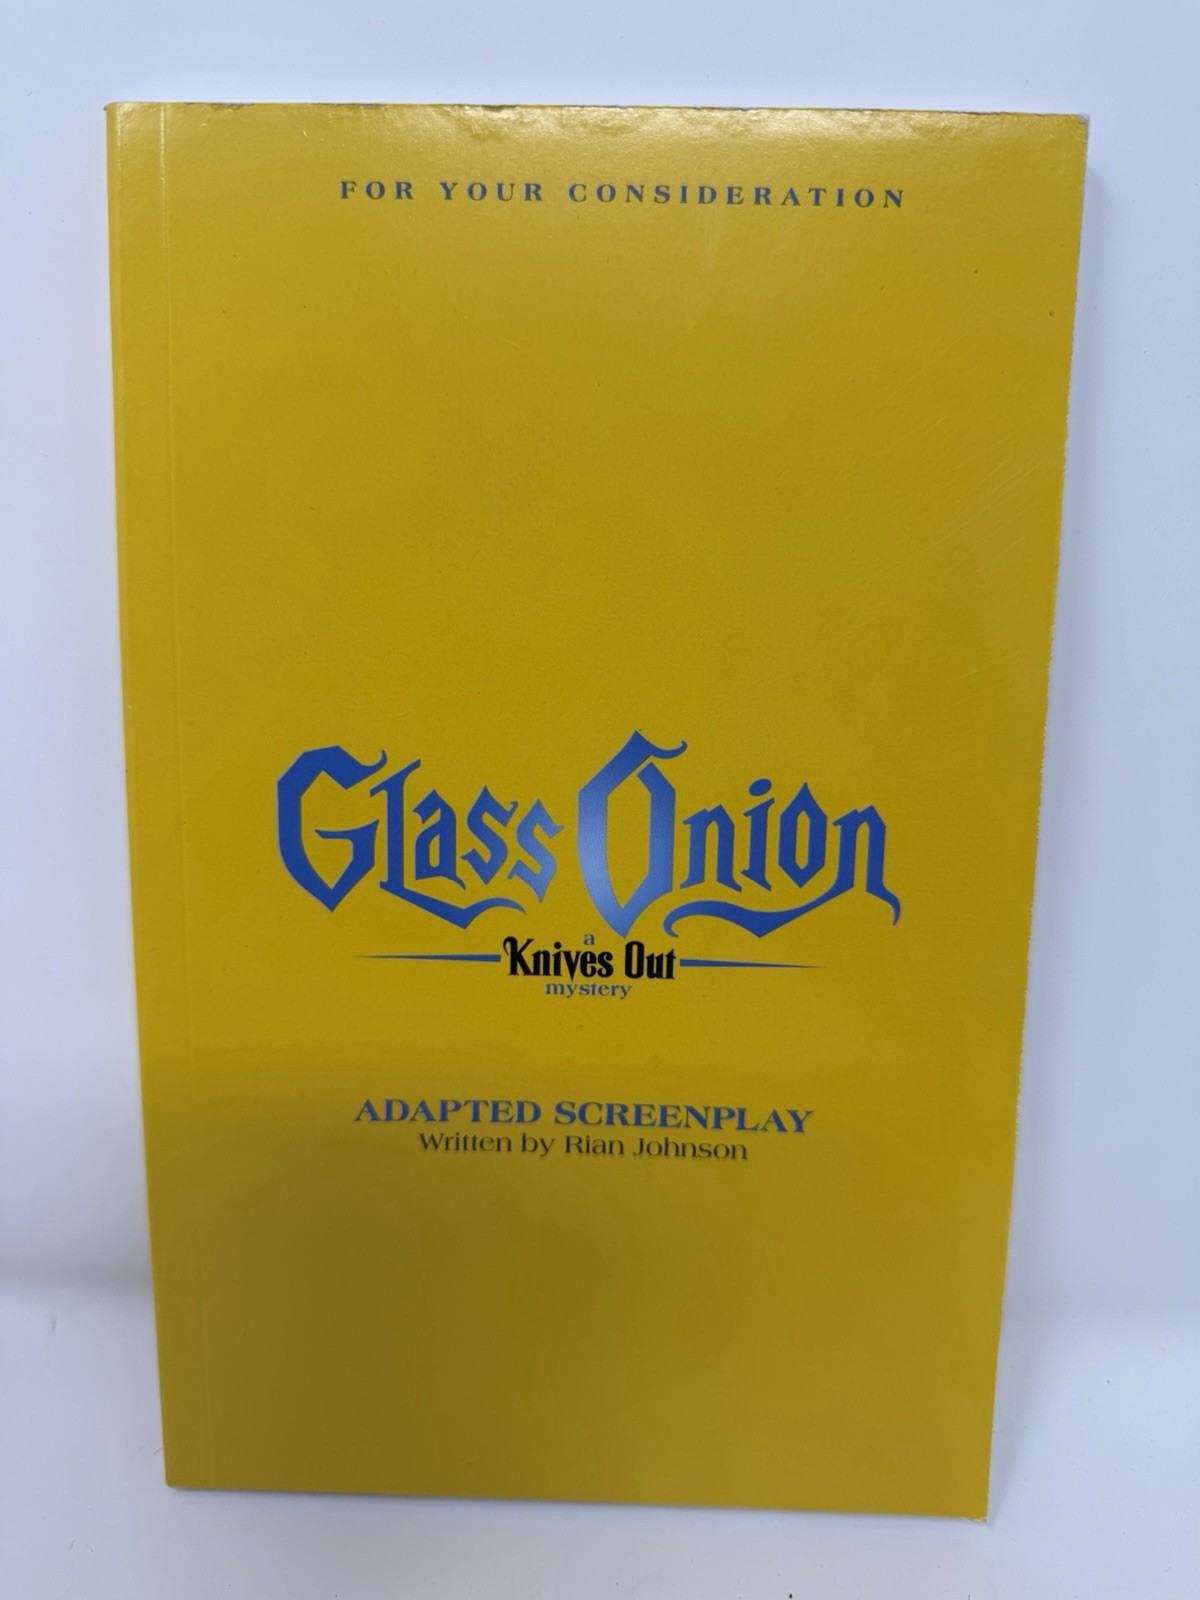 FOR YOUR CONSIDERATION
Glass Onion
a
Knives Out
mystery
ADAPTED SCREENPLAY
Written by Rian Johnson